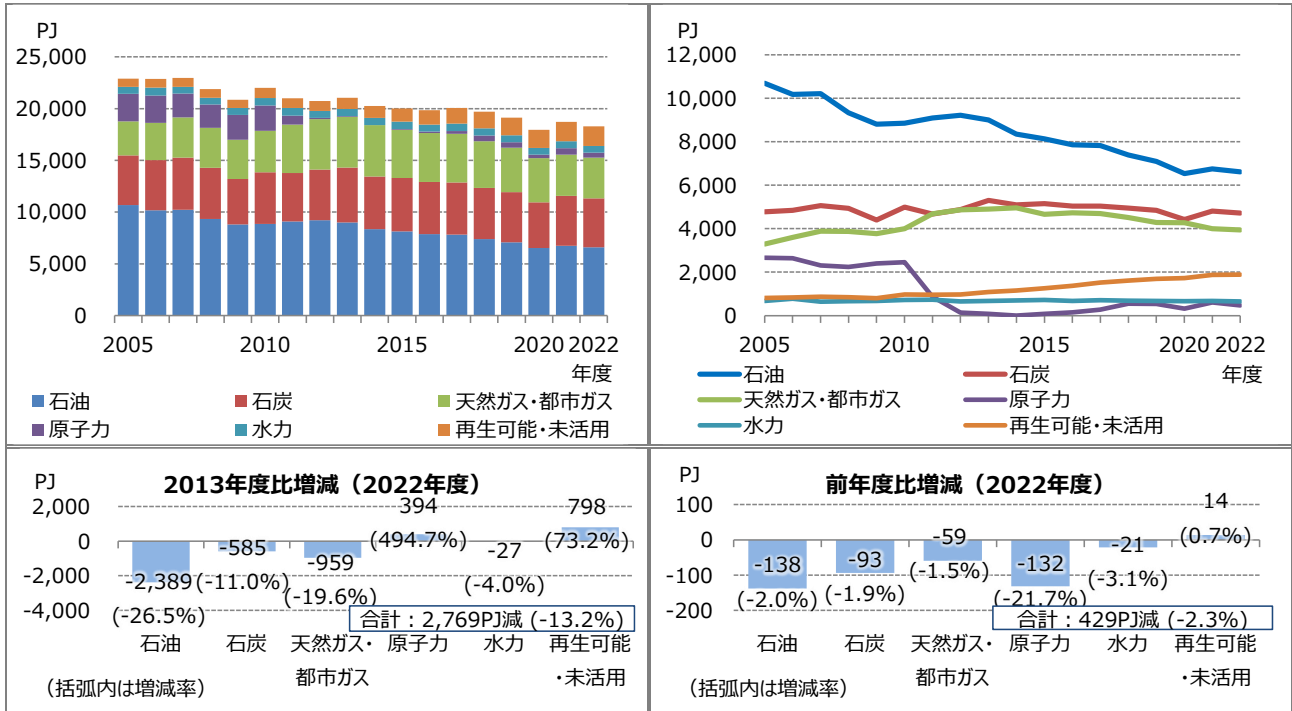 PJ
25,000
20,000
15,000
10,000
5,000
0
2005 2010 2015 2020 2022
年度
石油 石炭 天然ガス・都市ガス
原子力 水力 再生可能・未活用
PJ
12,000
10,000
8,000
6,000
4,000
2,000
0
2005 2010 2015 2020 2022
年度
石油 石炭
天然ガス・都市ガス 原子力
水力 再生可能・未活用
PJ
2013年度比増減（2022年度）
2,000
0
-2,000
-4,000
-2,389
(-26.5%)
-585
(-11.0%)
-959
(-19.6%)
394
(494.7%)
-27
(-4.0%)
798
(73.2%)
合計：2,769PJ減 (-13.2%)
石油 石炭 天然ガス・ 原子力 水力 再生可能
都市ガス ・未活用
（括弧内は増減率）
PJ
前年度比増減（2022年度）
100
0
-100
-200
-138
(-2.0%)
-93
(-1.9%)
-59
(-1.5%)
-132
(-21.7%)
-21
(-3.1%)
14
(0.7%)
合計：429PJ減 (-2.3%)
石油 石炭 天然ガス・ 原子力 水力 再生可能
都市ガス ・未活用
（括弧内は増減率）